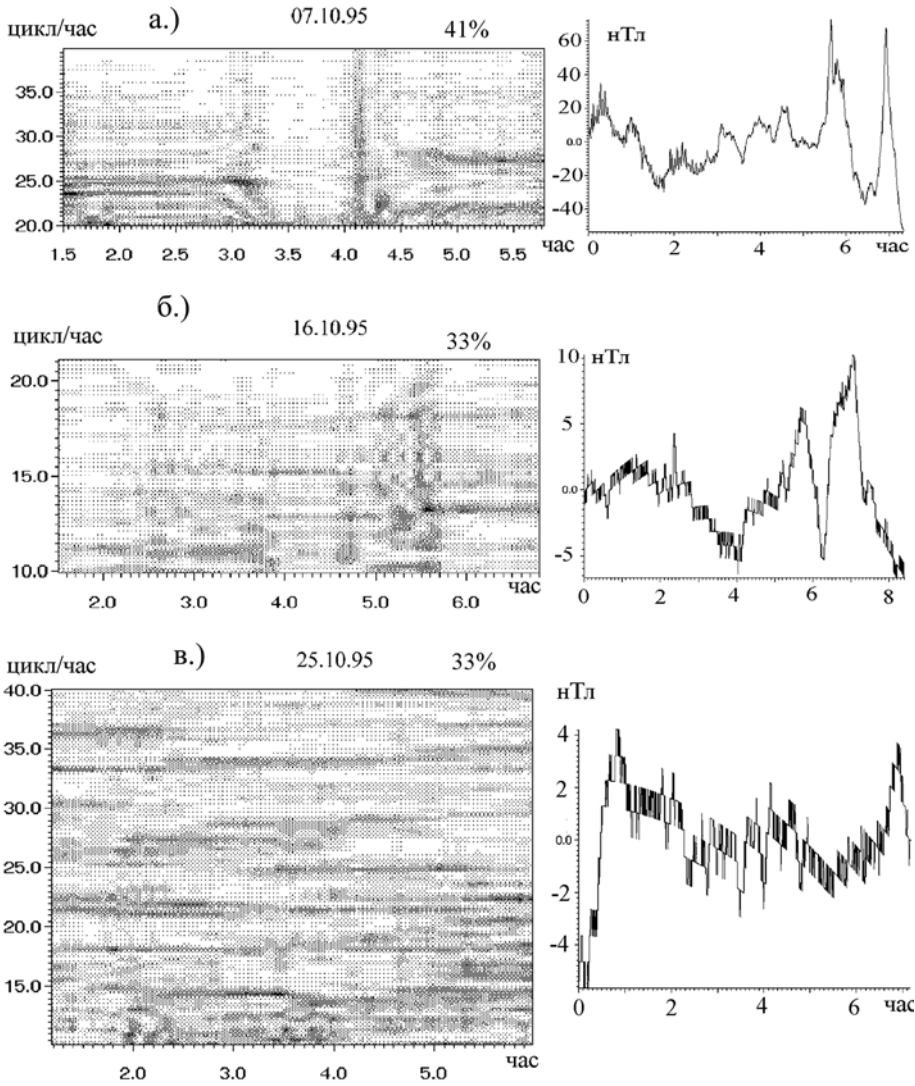 цикл/час а.) 07.10.95 41%
35.0
30.0
25.0
20.0
1.5 2.0 2.5 3.0 3.5 4.0 4.5 5.0 5.5
час
60 нТл
40
20
0.0
-20
-40
0 2 4 6 час
б.)
цикл/час 16.10.95 33%
20.0
15.0
10.0
час
2.0 3.0 4.0 5.0 6.0
10 нТл
5
0.0
-5
час
0 2 4 6 8
в.)
цикл/час 25.10.95 33%
40.0
35.0
30.0
25.0
20.0
15.0
час
2.0 3.0 4.0 5.0
нТл
4
2
0.0
-2
-4
0 2 4 6 час